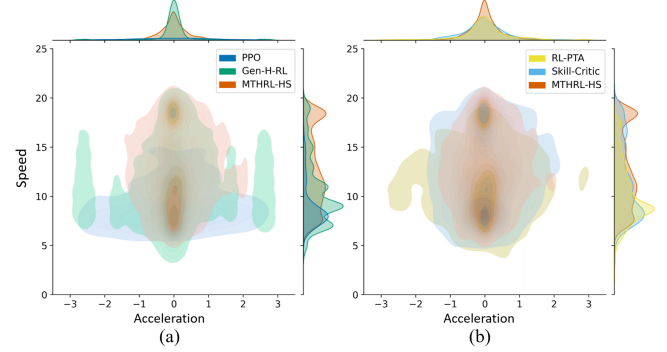 25
20
15
10
5
0
Speed
PPO
Gen-H-RL
MTHRL-HS
−3 −2 −1 0 1 2 3
Acceleration
(a)
25
20
15
10
5
0
RL-PTA
Skill-Critic
MTHRL-HS
−3 −2 −1 0 1 2 3
Acceleration
(b)